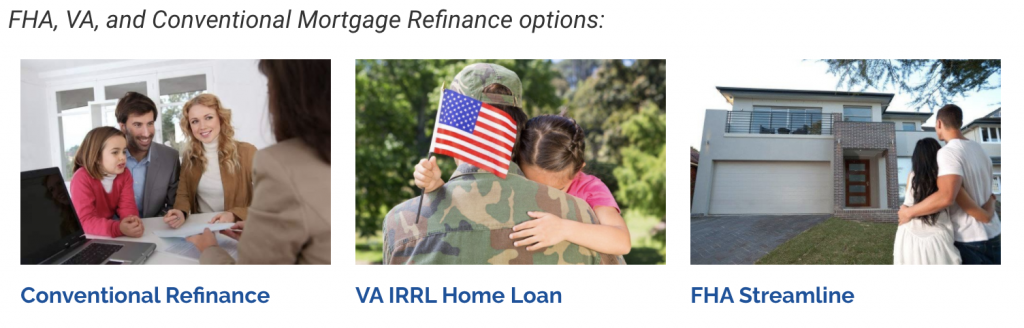 FHA, VA, and Conventional Mortgage Refinance options:
Conventional Refinance
VA IRRL Home Loan
FHA Streamline